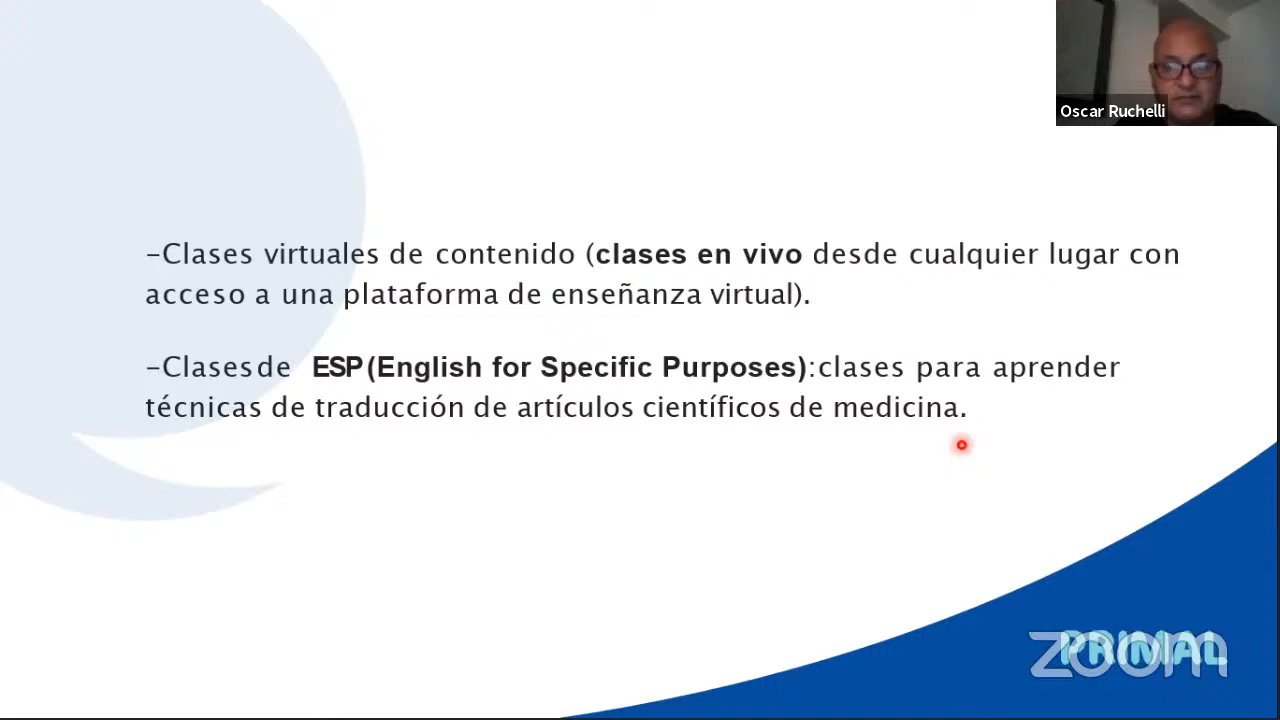 Oscar Ruchelli
-Clases virtuales de contenido (clases en vivo desde cualquier lugar con
acceso a una plataforma de enseñanza virtual).
-Clases de ESP(English for Specific Purposes):clases para aprender
técnicas de traducción de artículos científicos de medicina.
PRIMAL
zoom